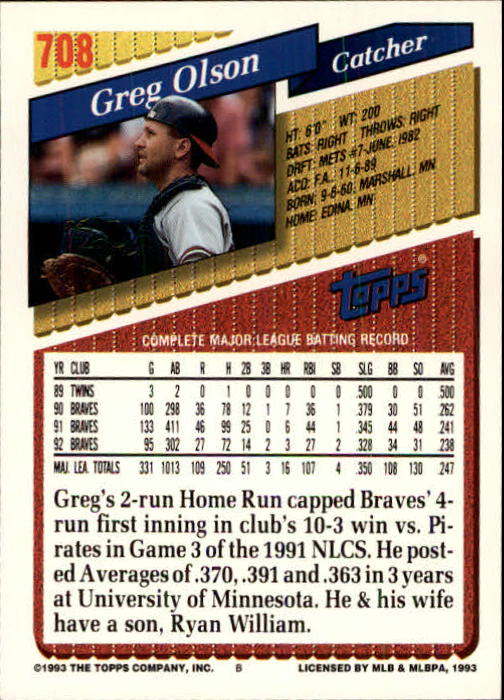 708
Greg Olson
Catcher
HT: 6'0" WT: 200
BATS: RIGHT THROWS: RIGHT
DRFT: METS #7-JUNE, 1982
ACQ: F.A., 11-6-89
BORN: 9-6-60, MARSHALL, MN
HOME: EDINA, MN
topps®
COMPLETE MAJOR LEAGUE BATTING RECORD
YR CLUB G AB R H 2B 3B HR RBI SB SLG BB SO AVG
89 TWINS 3 2 0 1 0 0 0 0 0 .500 0 0 .500
90 BRAVES 100 298 36 78 12 1 7 36 1 .379 30 51 .262
91 BRAVES 133 411 46 99 25 0 6 44 1 .345 44 48 .241
92 BRAVES 95 302 27 72 14 2 3 27 2 .328 34 31 .238
MAJ. LEA. TOTALS 331 1013 109 250 51 3 16 107 4 .350 108 130 .247
Greg's 2-run Home Run capped Braves' 4-
run first inning in club's 10-3 win vs. Pi-
rates in Game 3 of the 1991 NLCS. He post-
ed Averages of .370, .391 and .363 in 3 years
at University of Minnesota. He & his wife
have a son, Ryan William.
©1993 THE TOPPS COMPANY, INC. B LICENSED BY MLB & MLBPA, 1993